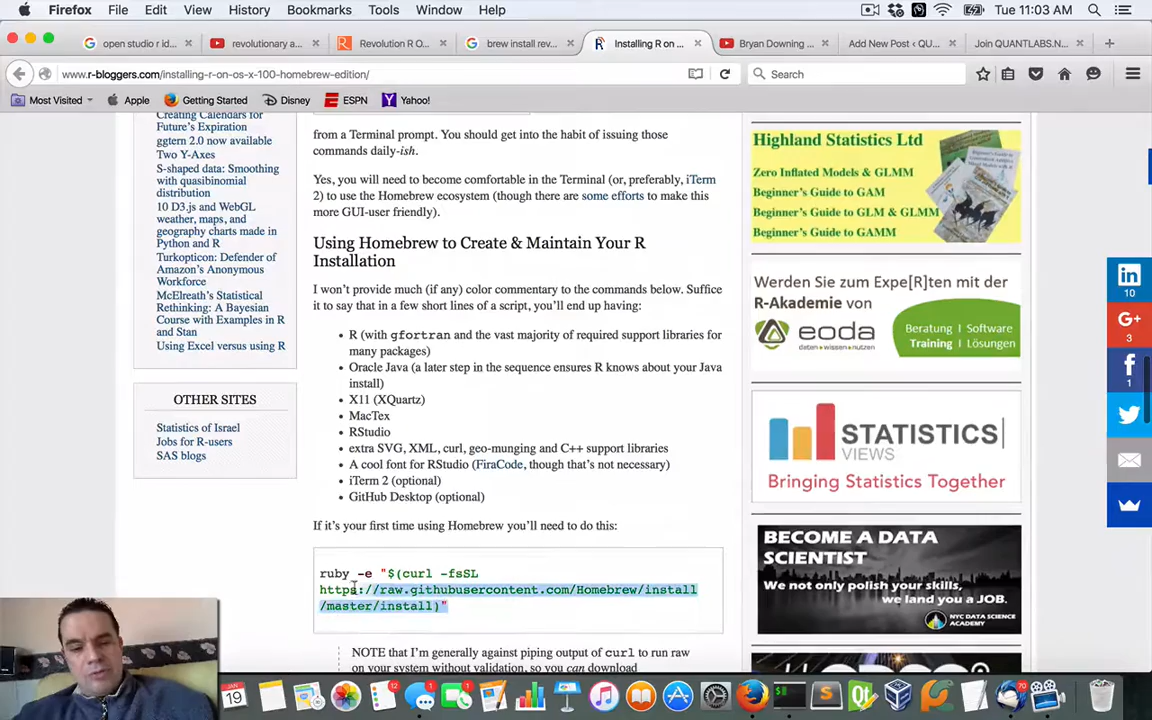 Firefox File Edit View History Bookmarks Tools Window Help Tue 11:03 AM
open studio r id... revolutionary a... Revolution R O... brew install rev... Installing R on ... Bryan Downing ... Add New Post ‹ QU... Join QUANTLABS.N...
www.r-bloggers.com/installing-r-on-os-x-100-homebrew-edition/ Search
Most Visited Apple Getting Started Disney ESPN Yahoo!
Creating Calendars for
Future's Expiration
ggtern 2.0 now available
Two Y-Axes
S-shaped data: Smoothing
with quasibinomial
distribution
10 D3.js and WebGL
weather, maps, and
geography charts made in
Python and R
Turkopticon: Defender of
Amazon's Anonymous
Workforce
McElreath's Statistical
Rethinking: A Bayesian
Course with Examples in R
and Stan
Using Excel versus using R
OTHER SITES
Statistics of Israel
Jobs for R-users
SAS blogs
from a Terminal prompt. You should get into the habit of issuing those
commands daily-ish.
Yes, you will need to become comfortable in the Terminal (or, preferably, iTerm
2) to use the Homebrew ecosystem (though there are some efforts to make this
more GUI-user friendly).
Using Homebrew to Create & Maintain Your R
Installation
I won't provide much (if any) color commentary to the commands below. Suffice
it to say that in a few short lines of a script, you'll end up having:
• R (with gfortran and the vast majority of required support libraries for
many packages)
• Oracle Java (a later step in the sequence ensures R knows about your Java
install)
• X11 (XQuartz)
• MacTex
• RStudio
• extra SVG, XML, curl, geo-munging and C++ support libraries
• A cool font for RStudio (FiraCode, though that's not necessary)
• iTerm 2 (optional)
• GitHub Desktop (optional)
If it's your first time using Homebrew you'll need to do this:
ruby -e "$(curl -fsSL
https://raw.githubusercontent.com/Homebrew/install
/master/install)"
NOTE that I'm generally against piping output of curl to run raw
on your system without validation, so you can download
Highland Statistics Ltd
Zero Inflated Models & GLMM
Beginner's Guide to GAM
Beginner's Guide to GLM & GLMM
Beginner's Guide to GAMM
Werden Sie zum Expe[R]ten mit der
R-Akademie von
eoda
daten›wissen›nutzen
Beratung | Software
Training | Lösungen
STATISTICS
VIEWS
Bringing Statistics Together
BECOME A DATA
SCIENTIST
We not only polish your skills,
we land you a JOB.
NYC DATA SCIENCE
ACADEMY
10
G+
3
1
JAN
19
12
1
1
70